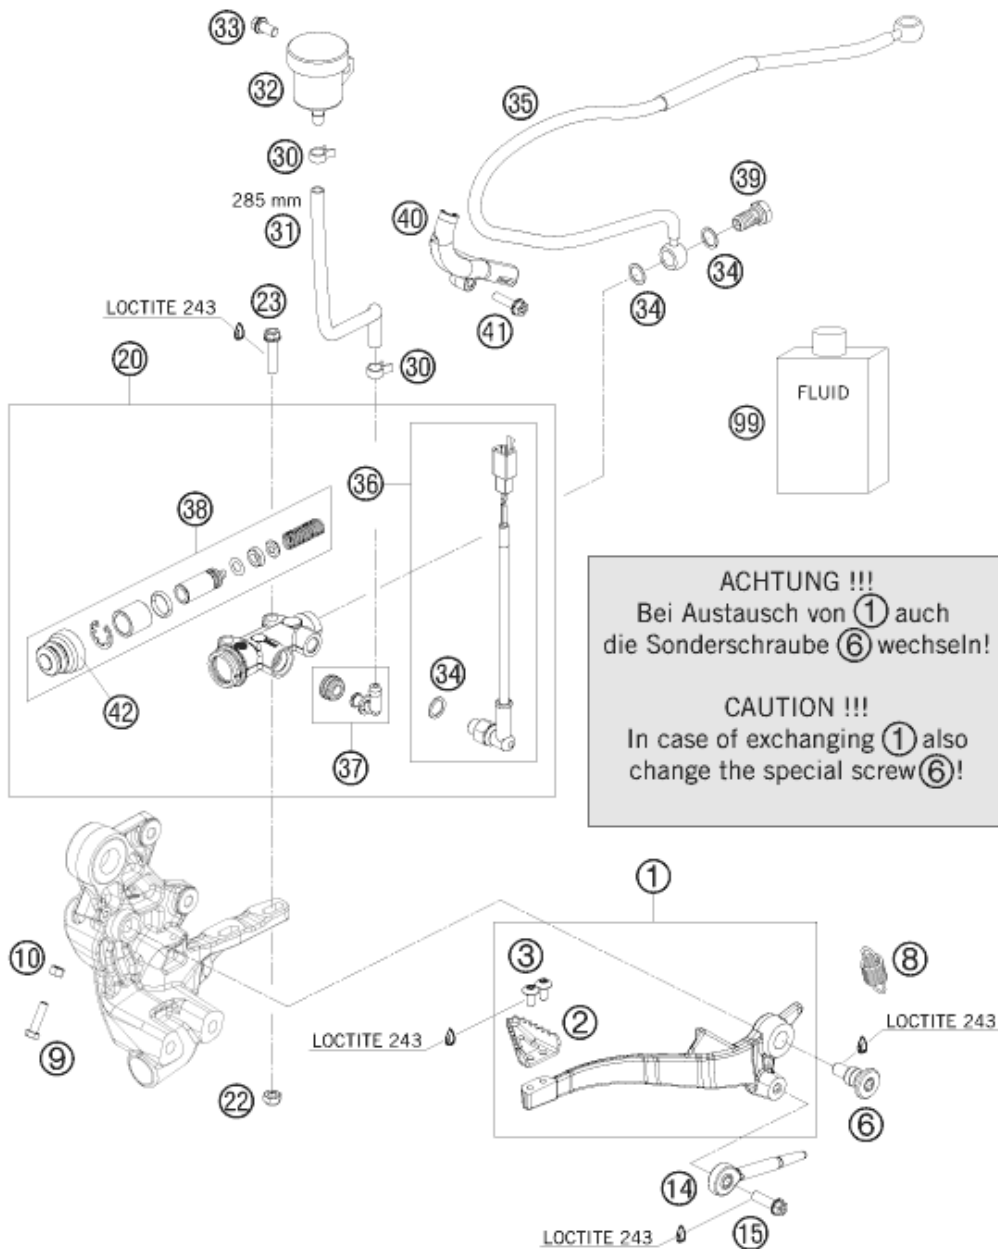 33
32
35
30
39
285 mm
31
40
34
34
LOCTITE 243
23
41
20
30
FLUID
99
36
38
ACHTUNG !!!
Bei Austausch von 1 auch
die Sonderschraube 6 wechseln!
CAUTION !!!
In case of exchanging 1 also
change the special screw 6!
34
42
37
1
10
3
8
2
LOCTITE 243
LOCTITE 243
9
22
6
14
15
LOCTITE 243